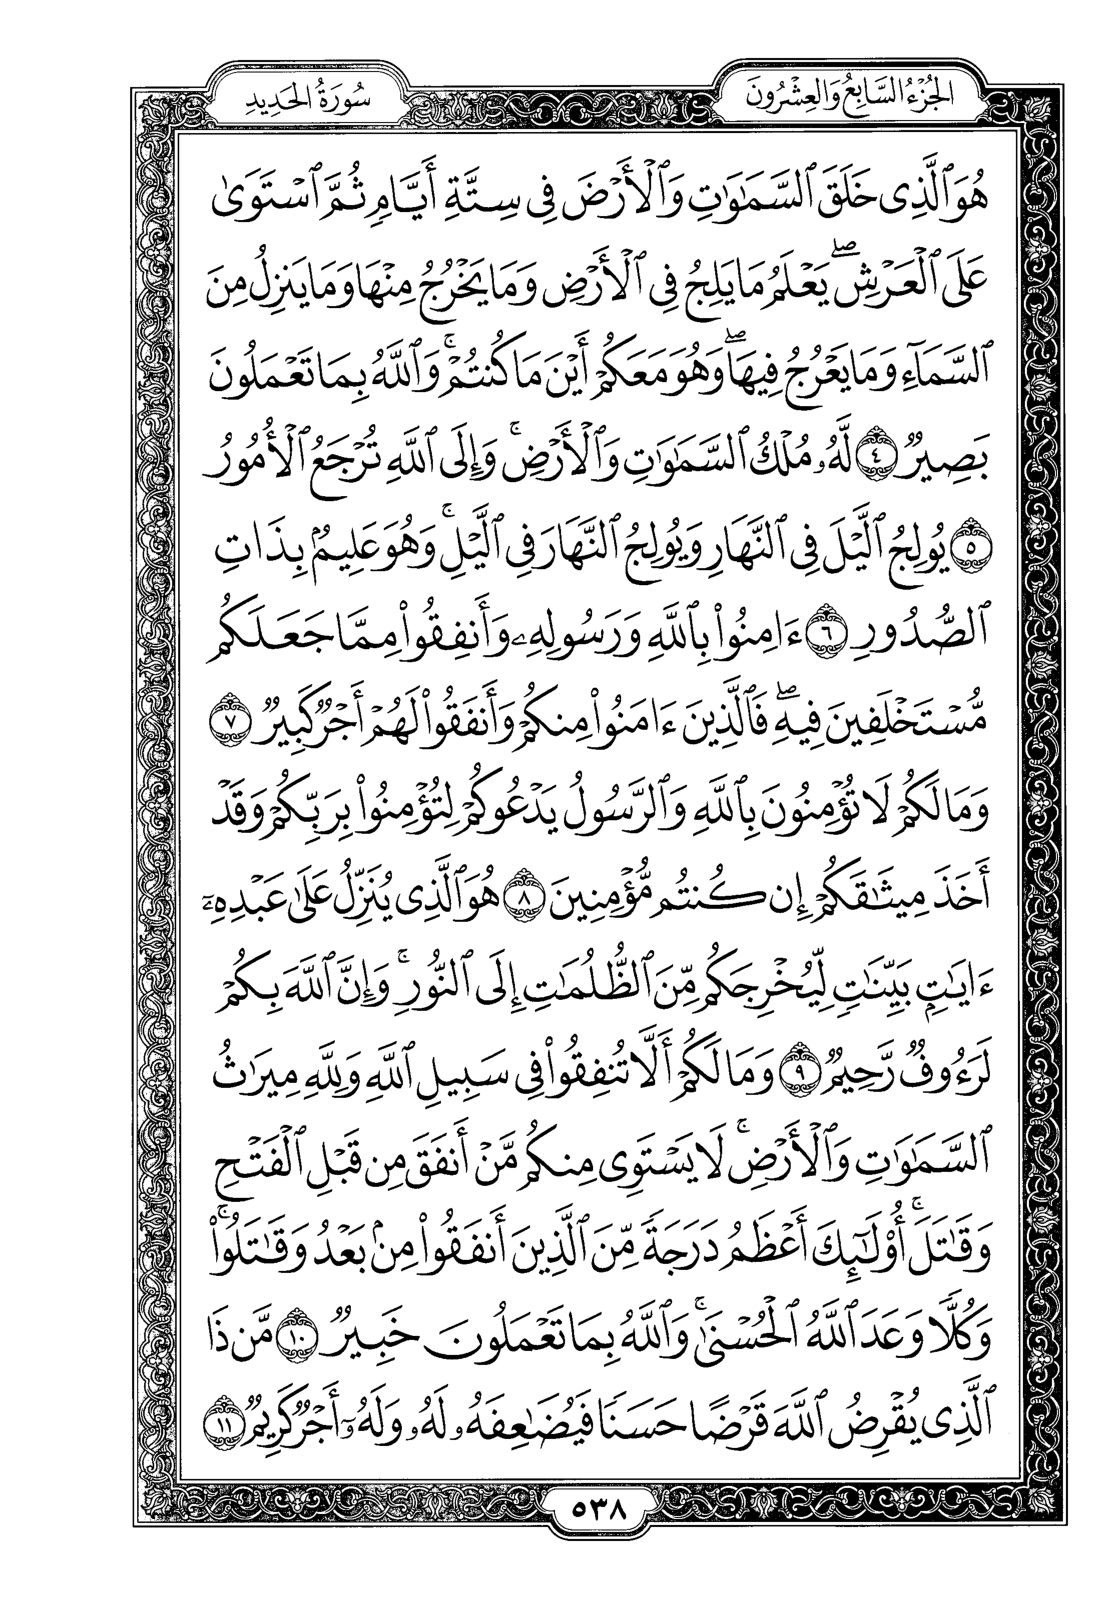 الجُزْءُ السَّابِعُ وَالعِشْرُونَ
سُورَةُ الحَدِيدِ
هُوَ ٱلَّذِى خَلَقَ ٱلسَّمَٰوَٰتِ وَٱلْأَرْضَ فِى سِتَّةِ أَيَّامٍ ثُمَّ ٱسْتَوَىٰ
عَلَى ٱلْعَرْشِ ۖ يَعْلَمُ مَا يَلِجُ فِى ٱلْأَرْضِ وَمَا يَخْرُجُ مِنْهَا وَمَا يَنزِلُ مِنَ
ٱلسَّمَآءِ وَمَا يَعْرُجُ فِيهَا ۖ وَهُوَ مَعَكُمْ أَيْنَ مَا كُنتُمْ ۚ وَٱللَّهُ بِمَا تَعْمَلُونَ
بَصِيرٌ ٤ لَّهُۥ مُلْكُ ٱلسَّمَٰوَٰتِ وَٱلْأَرْضِ ۚ وَإِلَى ٱللَّهِ تُرْجَعُ ٱلْأُمُورُ
٥ يُولِجُ ٱلَّيْلَ فِى ٱلنَّهَارِ وَيُولِجُ ٱلنَّهَارَ فِى ٱلَّيْلِ ۚ وَهُوَ عَلِيمٌۢ بِذَاتِ
ٱلصُّدُورِ ٦ ءَامِنُوا۟ بِٱللَّهِ وَرَسُولِهِۦ وَأَنفِقُوا۟ مِمَّا جَعَلَكُم
مُّسْتَخْلَفِينَ فِيهِ ۖ فَٱلَّذِينَ ءَامَنُوا۟ مِنكُمْ وَأَنفَقُوا۟ لَهُمْ أَجْرٌ كَبِيرٌ ٧
وَمَا لَكُمْ لَا تُؤْمِنُونَ بِٱللَّهِ وَٱلرَّسُولُ يَدْعُوكُمْ لِتُؤْمِنُوا۟ بِرَبِّكُمْ وَقَدْ
أَخَذَ مِيثَٰقَكُمْ إِن كُنتُم مُّؤْمِنِينَ ٨ هُوَ ٱلَّذِى يُنَزِّلُ عَلَىٰ عَبْدِهِۦٓ
ءَايَٰتٍۭ بَيِّنَٰتٍ لِّيُخْرِجَكُم مِّنَ ٱلظُّلُمَٰتِ إِلَى ٱلنُّورِ ۚ وَإِنَّ ٱللَّهَ بِكُمْ
لَرَءُوفٌ رَّحِيمٌ ٩ وَمَا لَكُمْ أَلَّا تُنفِقُوا۟ فِى سَبِيلِ ٱللَّهِ وَلِلَّهِ مِيرَٰثُ
ٱلسَّمَٰوَٰتِ وَٱلْأَرْضِ ۚ لَا يَسْتَوِى مِنكُم مَّنْ أَنفَقَ مِن قَبْلِ ٱلْفَتْحِ
وَقَٰتَلَ ۚ أُو۟لَٰٓئِكَ أَعْظَمُ دَرَجَةً مِّنَ ٱلَّذِينَ أَنفَقُوا۟ مِنۢ بَعْدُ وَقَٰتَلُوا۟ ۚ
وَكُلًّا وَعَدَ ٱللَّهُ ٱلْحُسْنَىٰ ۚ وَٱللَّهُ بِمَا تَعْمَلُونَ خَبِيرٌ ١٠ مَّن ذَا
ٱلَّذِى يُقْرِضُ ٱللَّهَ قَرْضًا حَسَنًا فَيُضَٰعِفَهُۥ لَهُۥ وَلَهُۥٓ أَجْرٌ كَرِيمٌ ١١
٥٣٨